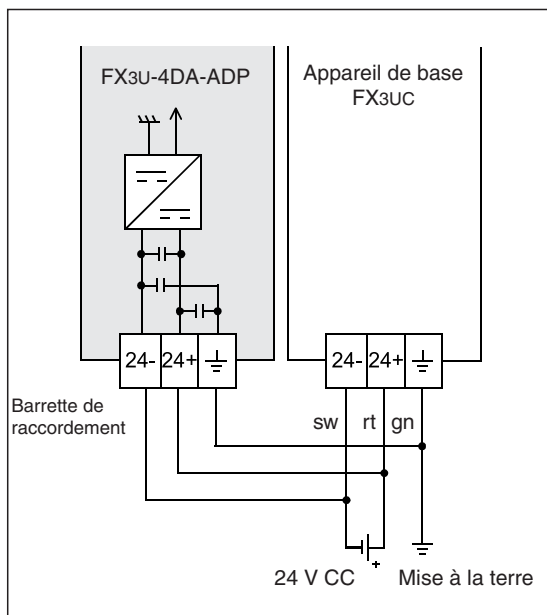 FX3U-4DA-ADP
Appareil de base
FX3UC
24- 24+
24- 24+
Barrette de
raccordement
sw rt gn
+
24 V CC
Mise à la terre